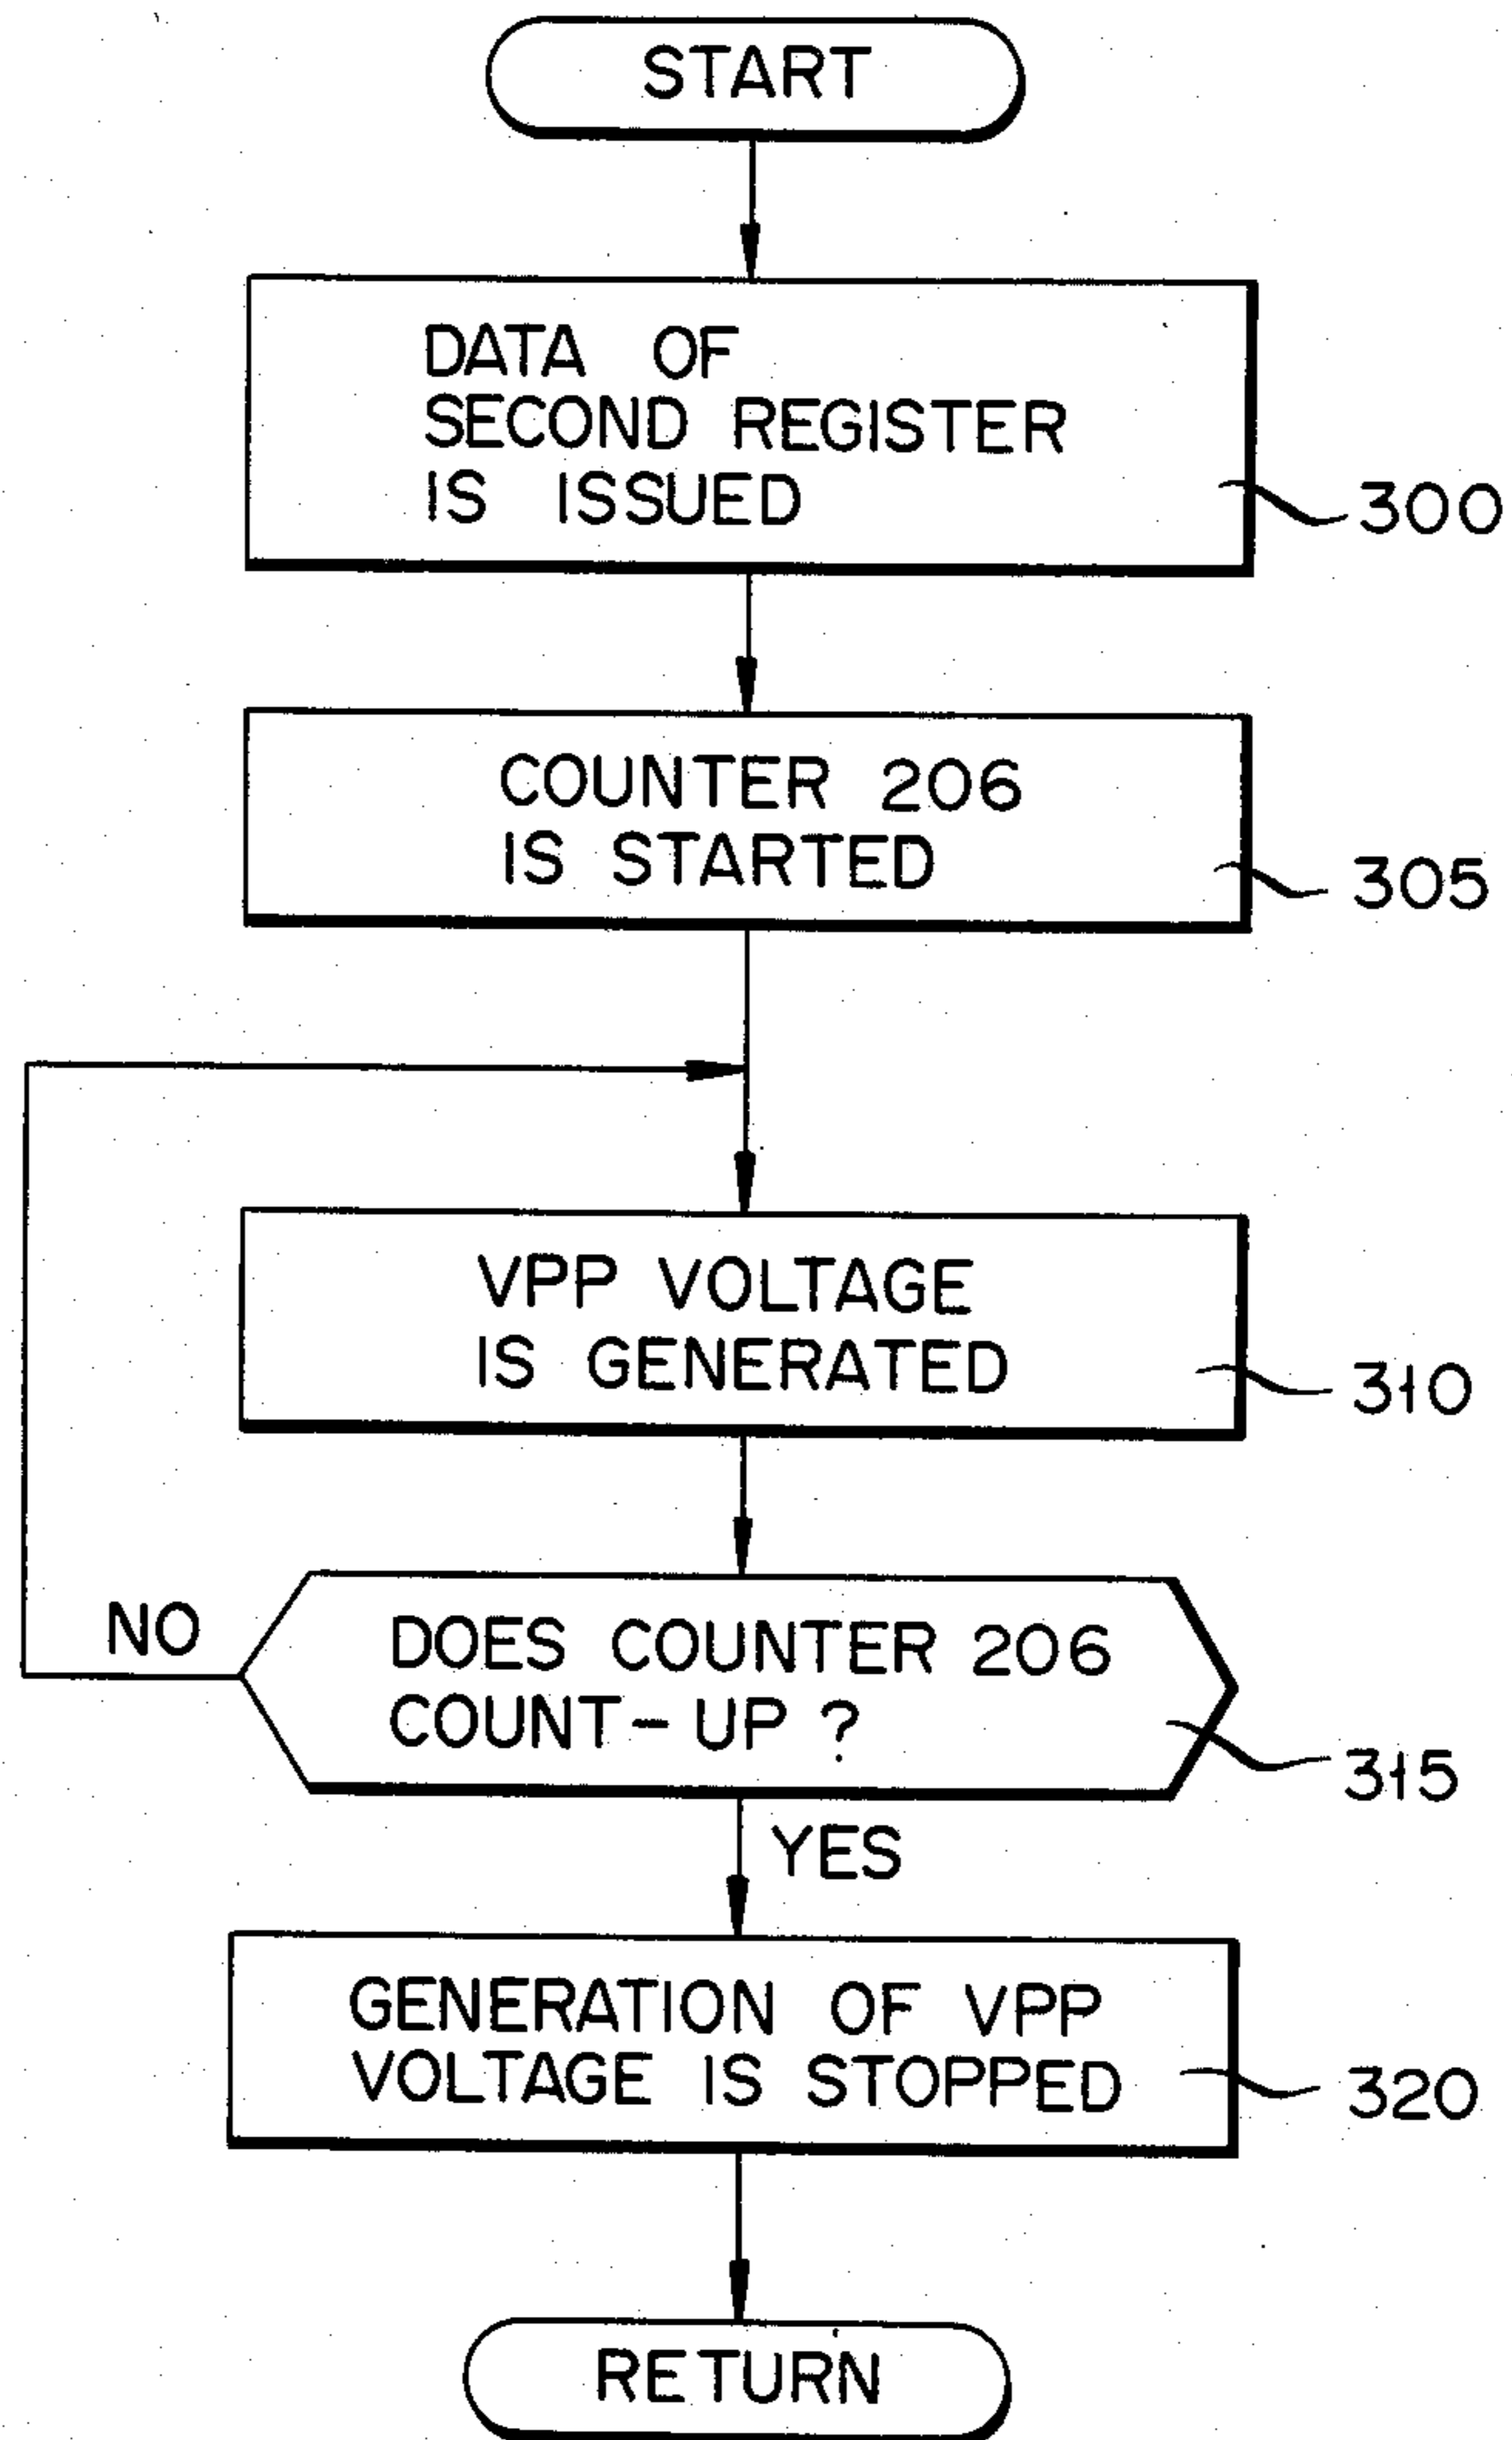 START
DATA OF
SECOND REGISTER
IS ISSUED
300
COUNTER 206
IS STARTED
305
VPP VOLTAGE
IS GENERATED
310
NO
DOES COUNTER 206
COUNT-UP ?
315
YES
GENERATION OF VPP
VOLTAGE IS STOPPED
320
RETURN